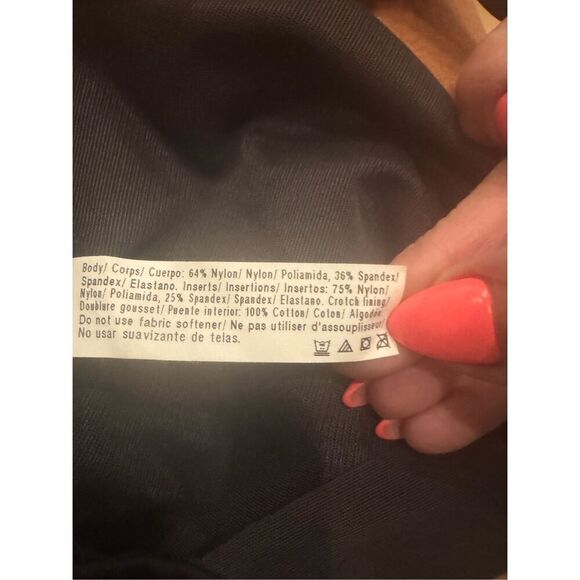 Body/ Corps/ Cuerpo: 64% Nylon/ Nylon/ Poliamida, 36% Spandex/
Spandex/ Elastano. Inserts/ Insertions/ Insertos: 75% Nylon/
Nylon/ Poliamida, 25% Spandex/ Spandex/ Elastano. Crotch lining/
Doublure gousset/ Puente interior: 100% Cotton/ Coton/ Algodón
Do not use fabric softener/ Ne pas utiliser d'assouplisseur/
No usar suavizante de telas.